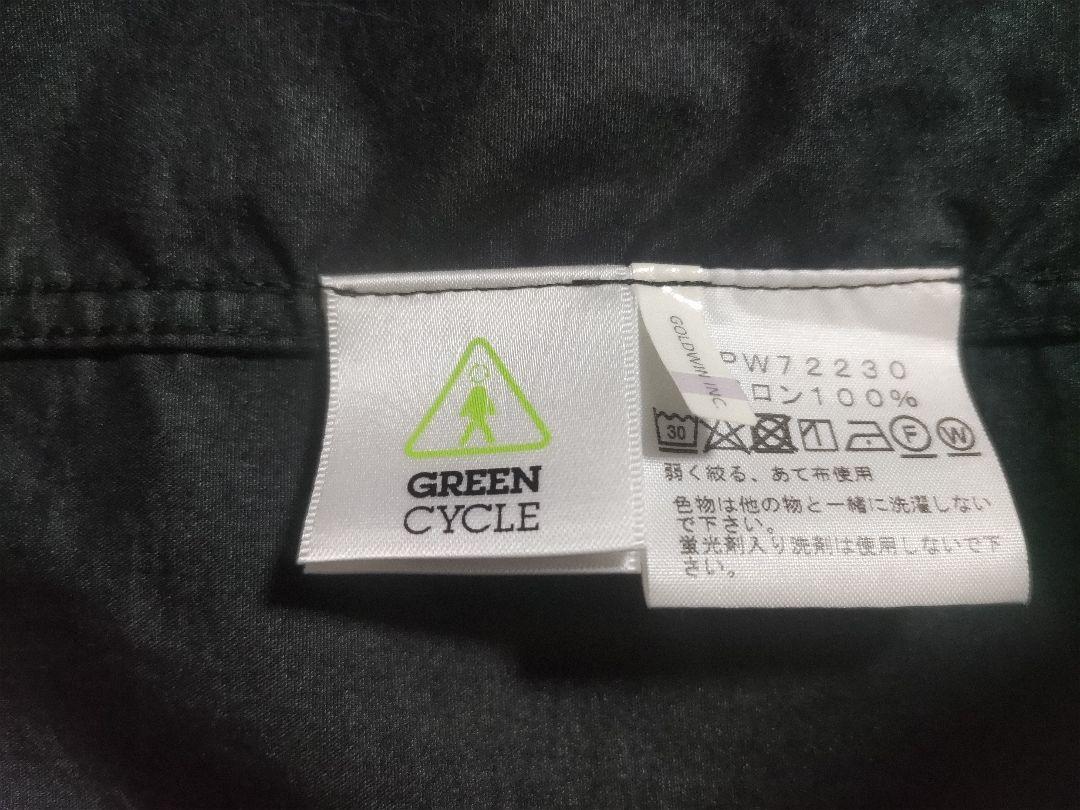 GREEN
CYCLE
GOLDWIN INC
PW72230
ロン100%
30
F
W
弱く絞る、あて布使用
色物は他の物と一緒に洗濯しない
で下さい。
蛍光剤入り洗剤は使用しないで下
さい。